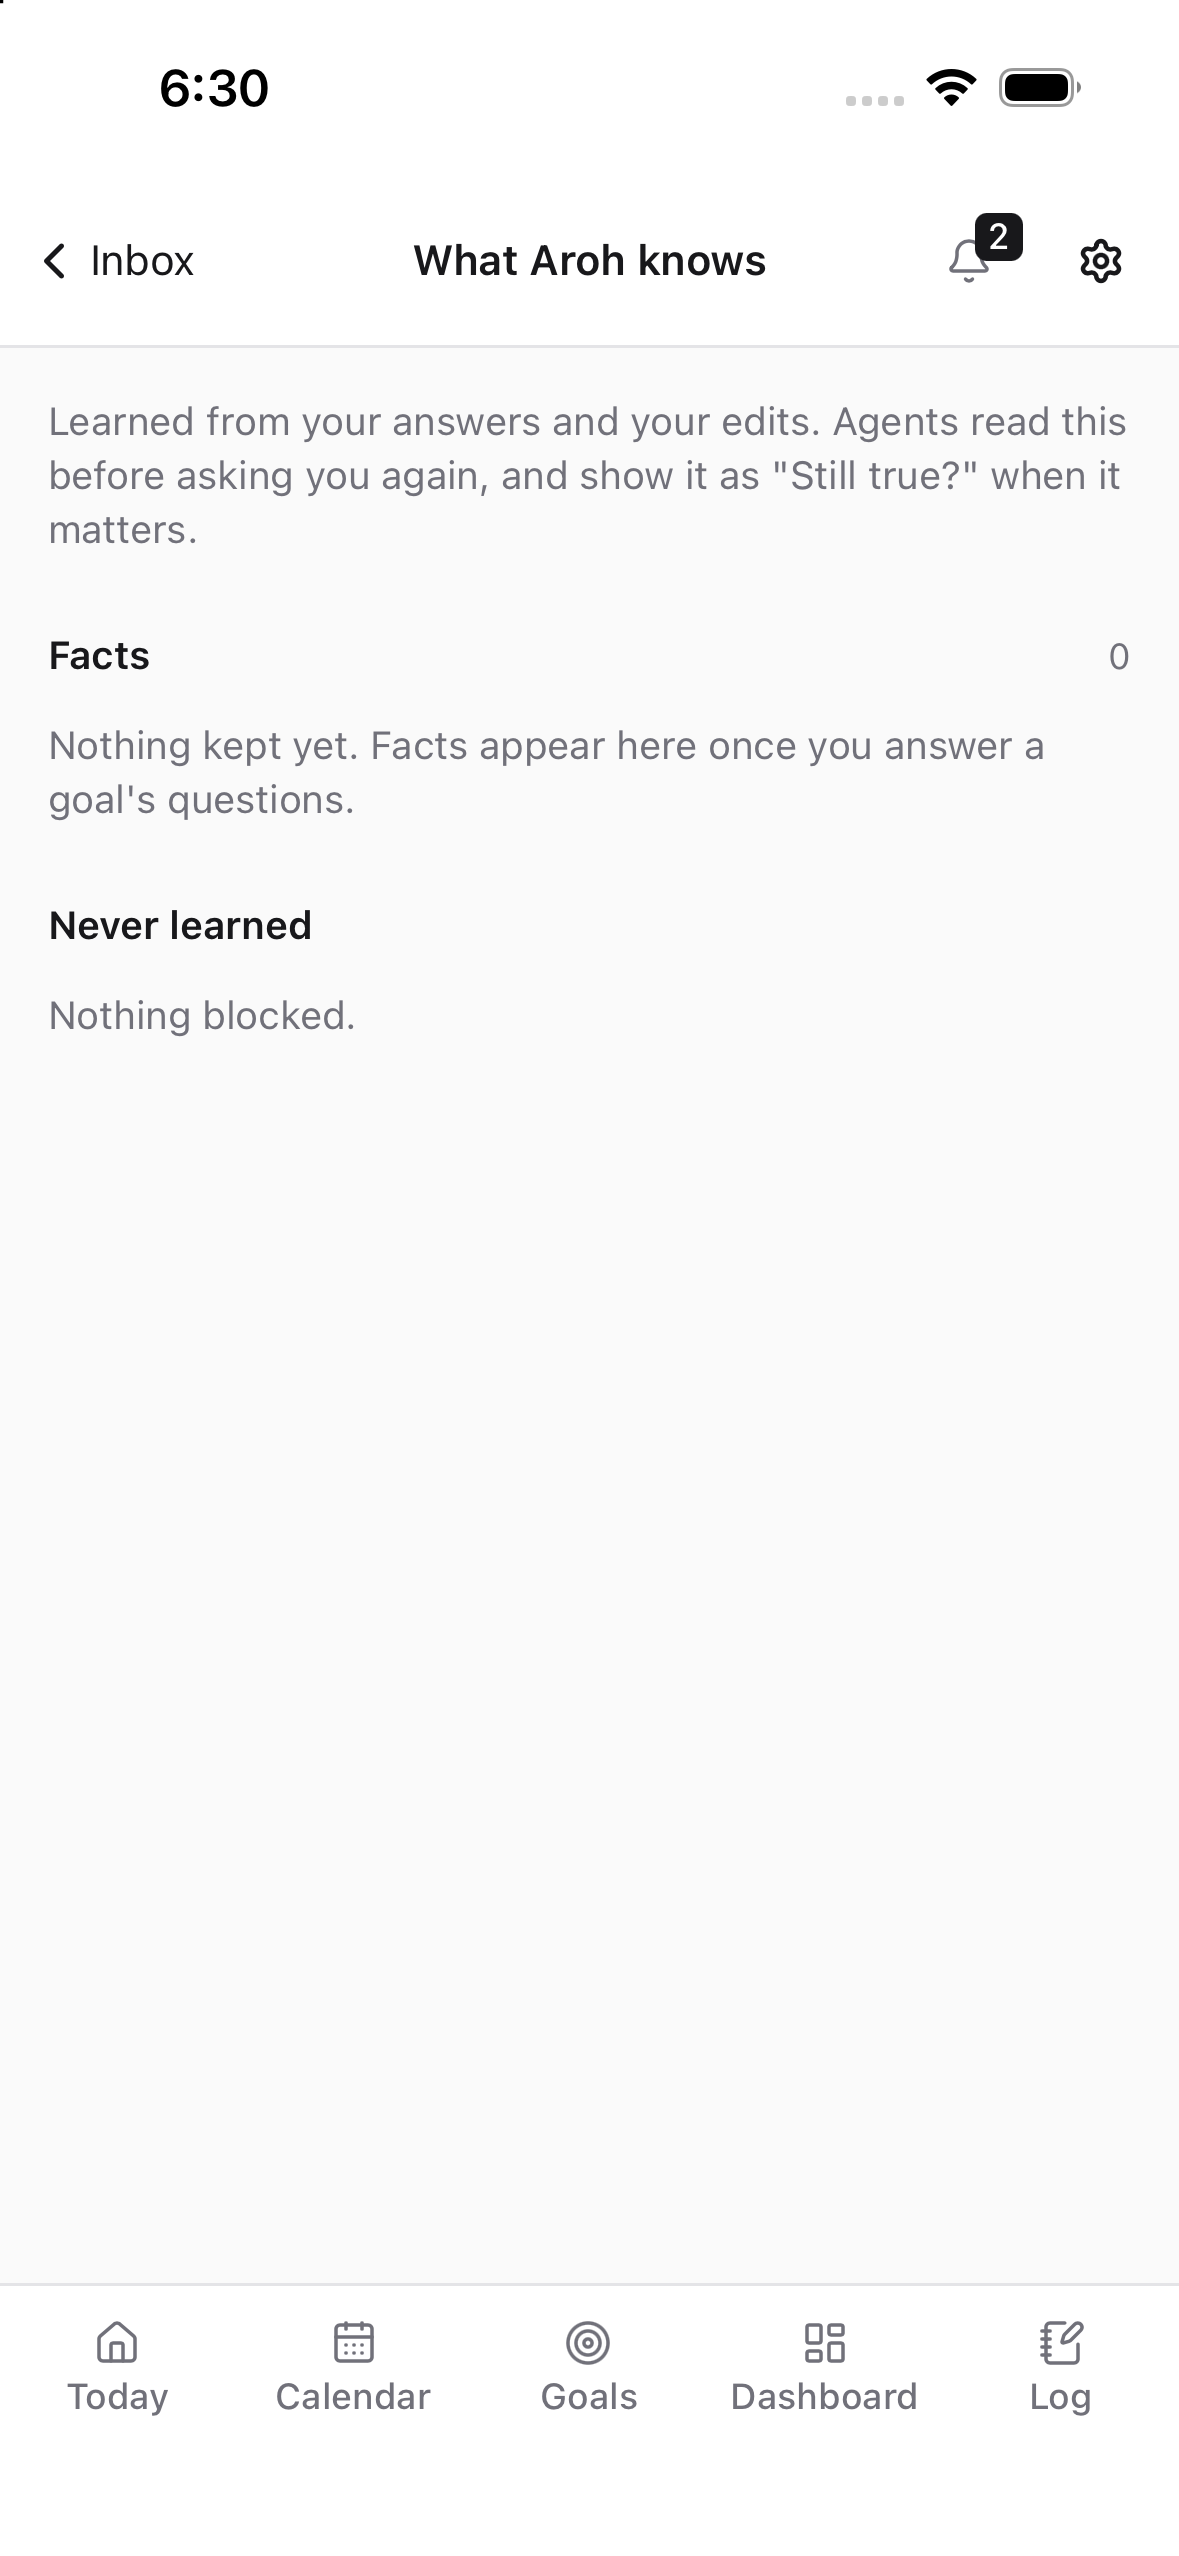 6:30
Inbox
What Aroh knows
2
Learned from your answers and your edits. Agents read this
before asking you again, and show it as "Still true?" when it
matters.
Facts
0
Nothing kept yet. Facts appear here once you answer a
goal's questions.
Never learned
Nothing blocked.
Today
Calendar
Goals
Dashboard
Log